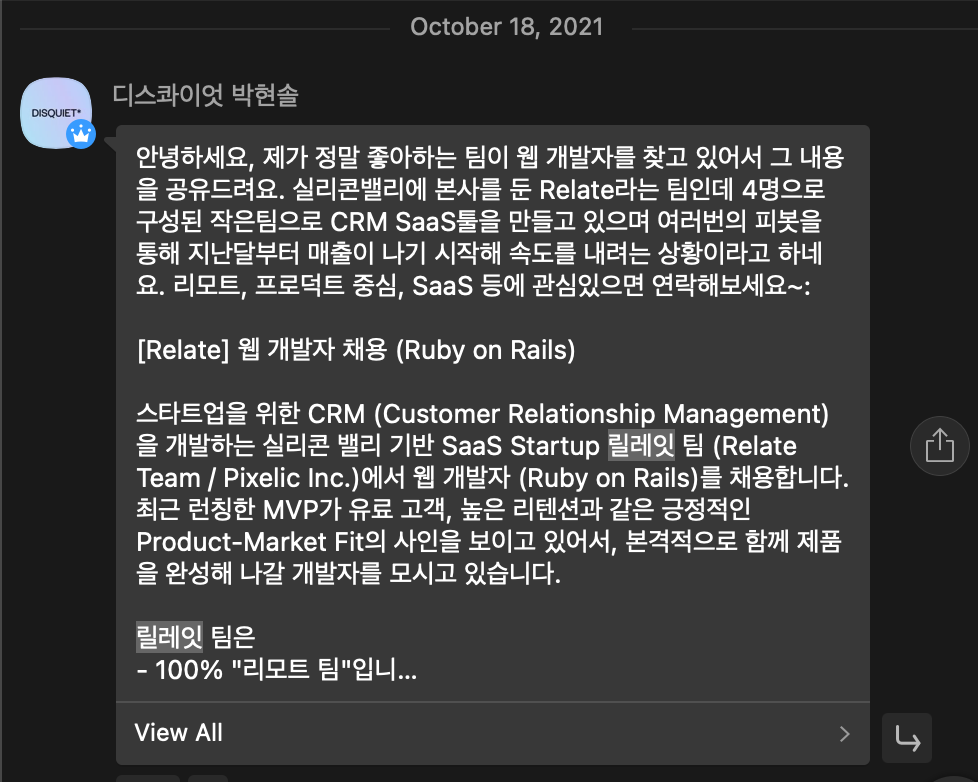 October 18, 2021
DISQUIET*
디스콰이엇 박현솔
안녕하세요, 제가 정말 좋아하는 팀이 웹 개발자를 찾고 있어서 그 내용
을 공유드려요. 실리콘밸리에 본사를 둔 Relate라는 팀인데 4명으로
구성된 작은팀으로 CRM SaaS툴을 만들고 있으며 여러번의 피봇을
통해 지난달부터 매출이 나기 시작해 속도를 내려는 상황이라고 하네
요. 리모트, 프로덕트 중심, SaaS 등에 관심있으면 연락해보세요~:
[Relate] 웹 개발자 채용 (Ruby on Rails)
스타트업을 위한 CRM (Customer Relationship Management)
을 개발하는 실리콘 밸리 기반 SaaS Startup 릴레잇 팀 (Relate
Team / Pixelic Inc.)에서 웹 개발자 (Ruby on Rails)를 채용합니다.
최근 런칭한 MVP가 유료 고객, 높은 리텐션과 같은 긍정적인
Product-Market Fit의 사인을 보이고 있어서, 본격적으로 함께 제품
을 완성해 나갈 개발자를 모시고 있습니다.
릴레잇 팀은
- 100% "리모트 팀"입니...
View All